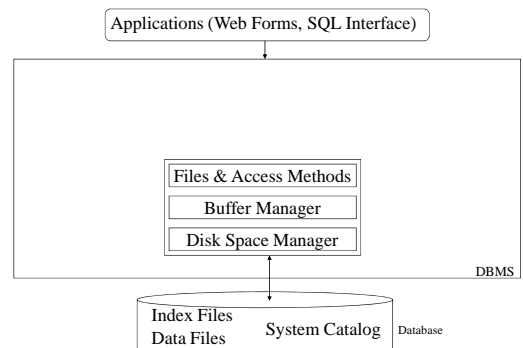 Applications (Web Forms, SQL Interface)
Files & Access Methods
Buffer Manager
Disk Space Manager
DBMS
Index Files
Data Files
System Catalog
Database